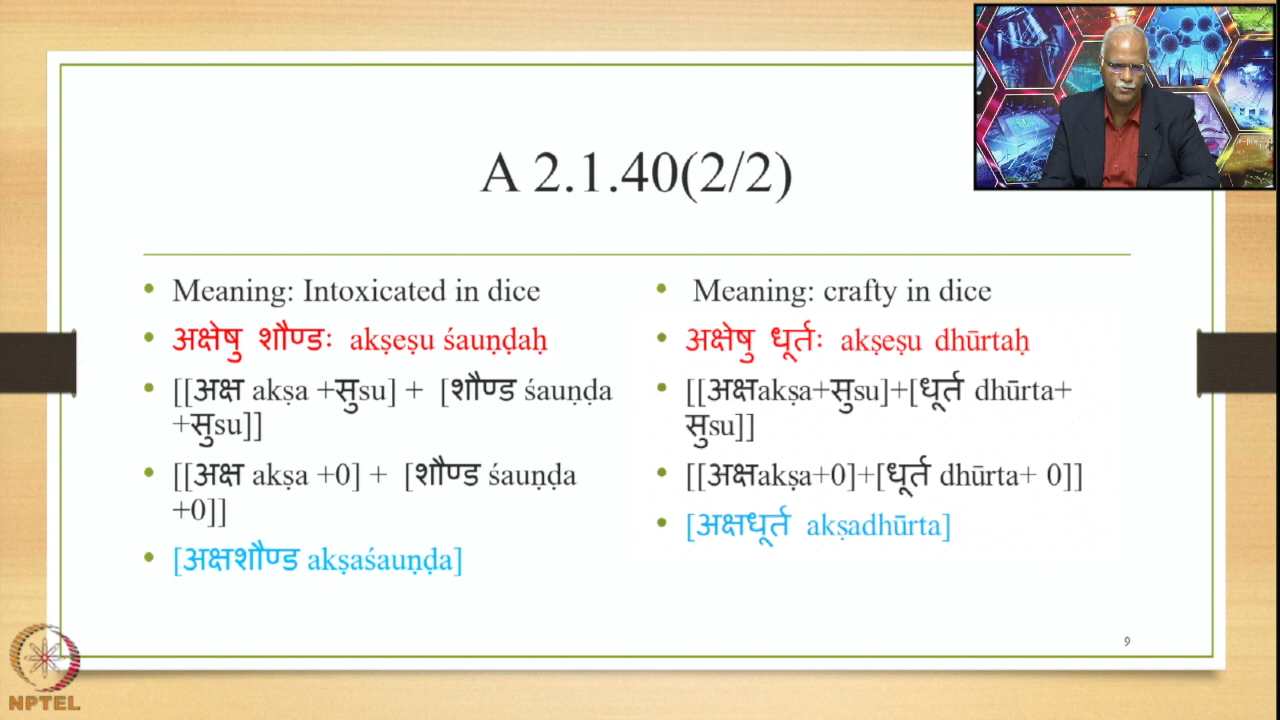 A 2.1.40(2/2)
• Meaning: Intoxicated in dice
• अक्षेषु शौण्डः akṣeṣu śauṇḍaḥ
• [[अक्ष akṣa +सुsu] + [शौण्ड śauṇḍa
+सुsu]]
• [[अक्ष akṣa +0] + [शौण्ड śauṇḍa
+0]]
• [अक्षशौण्ड akṣaśauṇḍa]
• Meaning: crafty in dice
• अक्षेषु धूर्तः akṣeṣu dhūrtaḥ
• [[अक्षakṣa+सुsu]+[धूर्त dhūrta+
सुsu]]
• [[अक्षakṣa+0]+[धूर्त dhūrta+ 0]]
• [अक्षधूर्त akṣadhūrta]
9
NPTEL